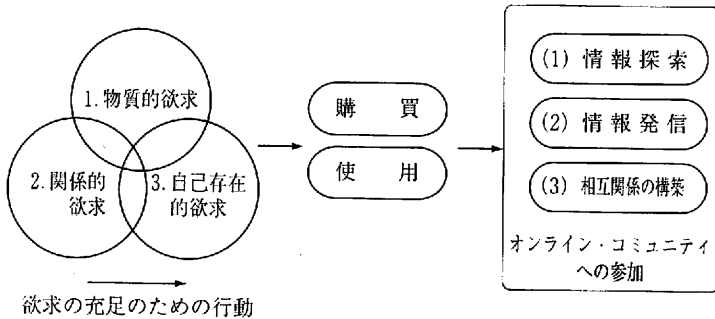 1.物質的欲求
2.関係的
欲求
3.自己存在
的欲求
欲求の充足のための行動
購買
使用
(1) 情報探索
(2) 情報発信
(3) 相互関係の構築
オンライン・コミュニティ
への参加